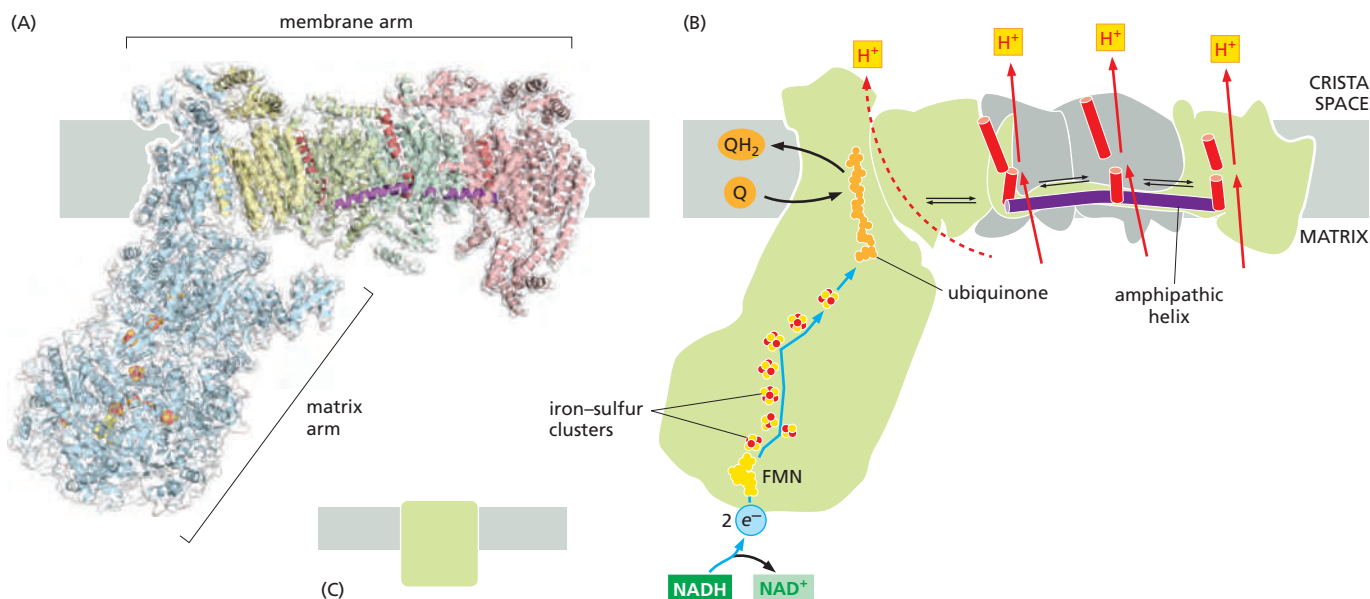 (A)
membrane arm
matrix
arm
(C)
(B)
H+
H+
H+
H+
CRISTA
SPACE
QH2
Q
MATRIX
ubiquinone
amphipathic
helix
iron–sulfur
clusters
FMN
2 e–
NADH
NAD+